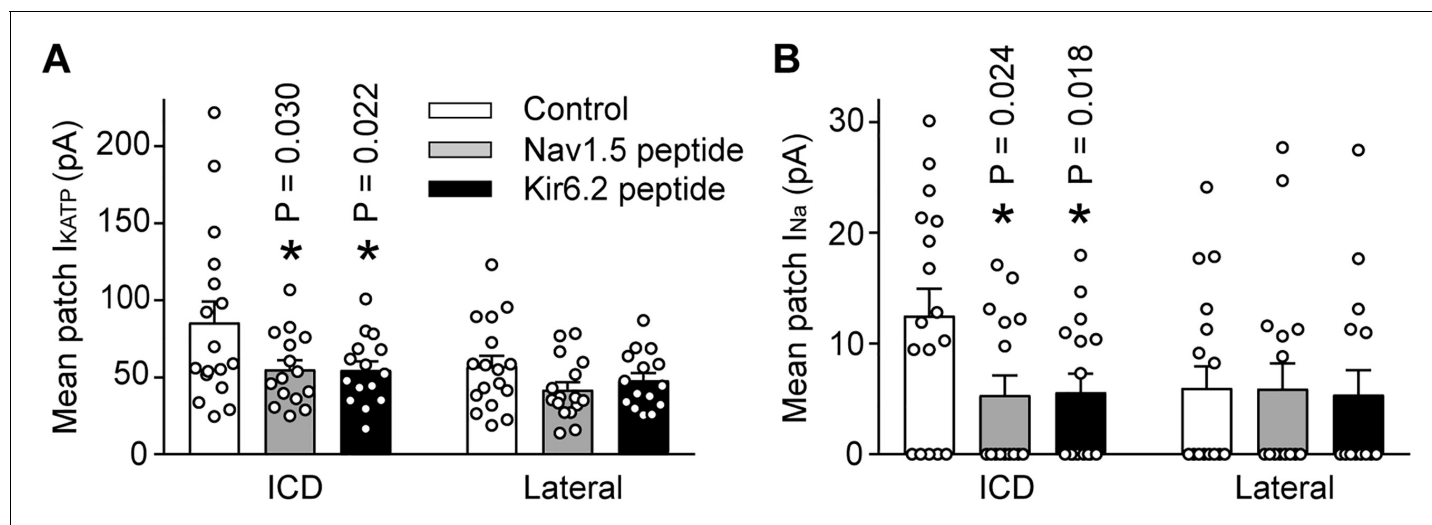 A
Mean patch IKATP (pA)
200
150
100
50
0
P = 0.030
*
P = 0.022
*
Control
Nav1.5 peptide
Kir6.2 peptide
ICD
Lateral
B
Mean patch INa (pA)
30
20
10
0
P = 0.024
*
P = 0.018
*
ICD
Lateral